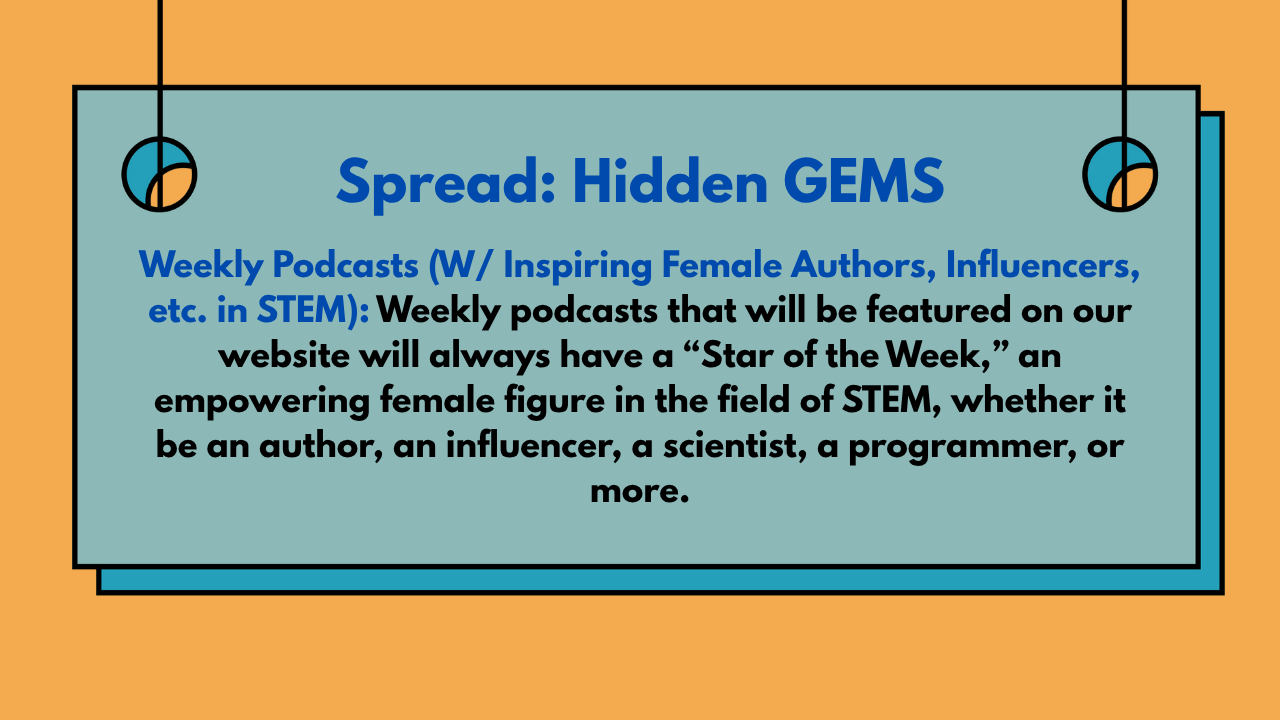 Spread: Hidden GEMS
Weekly Podcasts (W/ Inspiring Female Authors, Influencers,
etc. in STEM): Weekly podcasts that will be featured on our
website will always have a “Star of the Week,” an
empowering female figure in the field of STEM, whether it
be an author, an influencer, a scientist, a programmer, or
more.